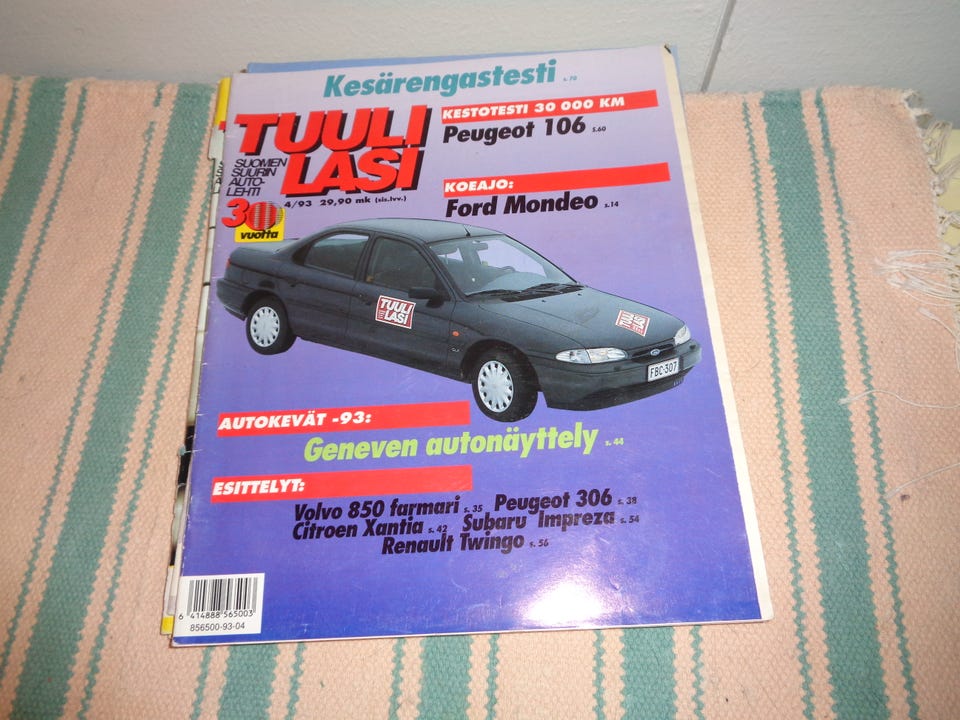 Kesärengastesti s. 70
TUULI
LASI
SUOMEN
SUURIN
AUTO-
LEHTI
30
vuotta
4/93 29,90 mk (sis.lvv.)
KESTOTESTI 30 000 KM
Peugeot 106 s.60
KOEAJO:
Ford Mondeo s.14
TUULI
LASI
TUULI
LASI
FBC-307
AUTOKEVÄT -93:
Geneven autonäyttely s. 44
ESITTELYT:
Volvo 850 farmari s. 35 Peugeot 306 s. 38
Citroen Xantia s. 42 Subaru Impreza s. 54
Renault Twingo s. 56
6 414888 565003
856500-93-04